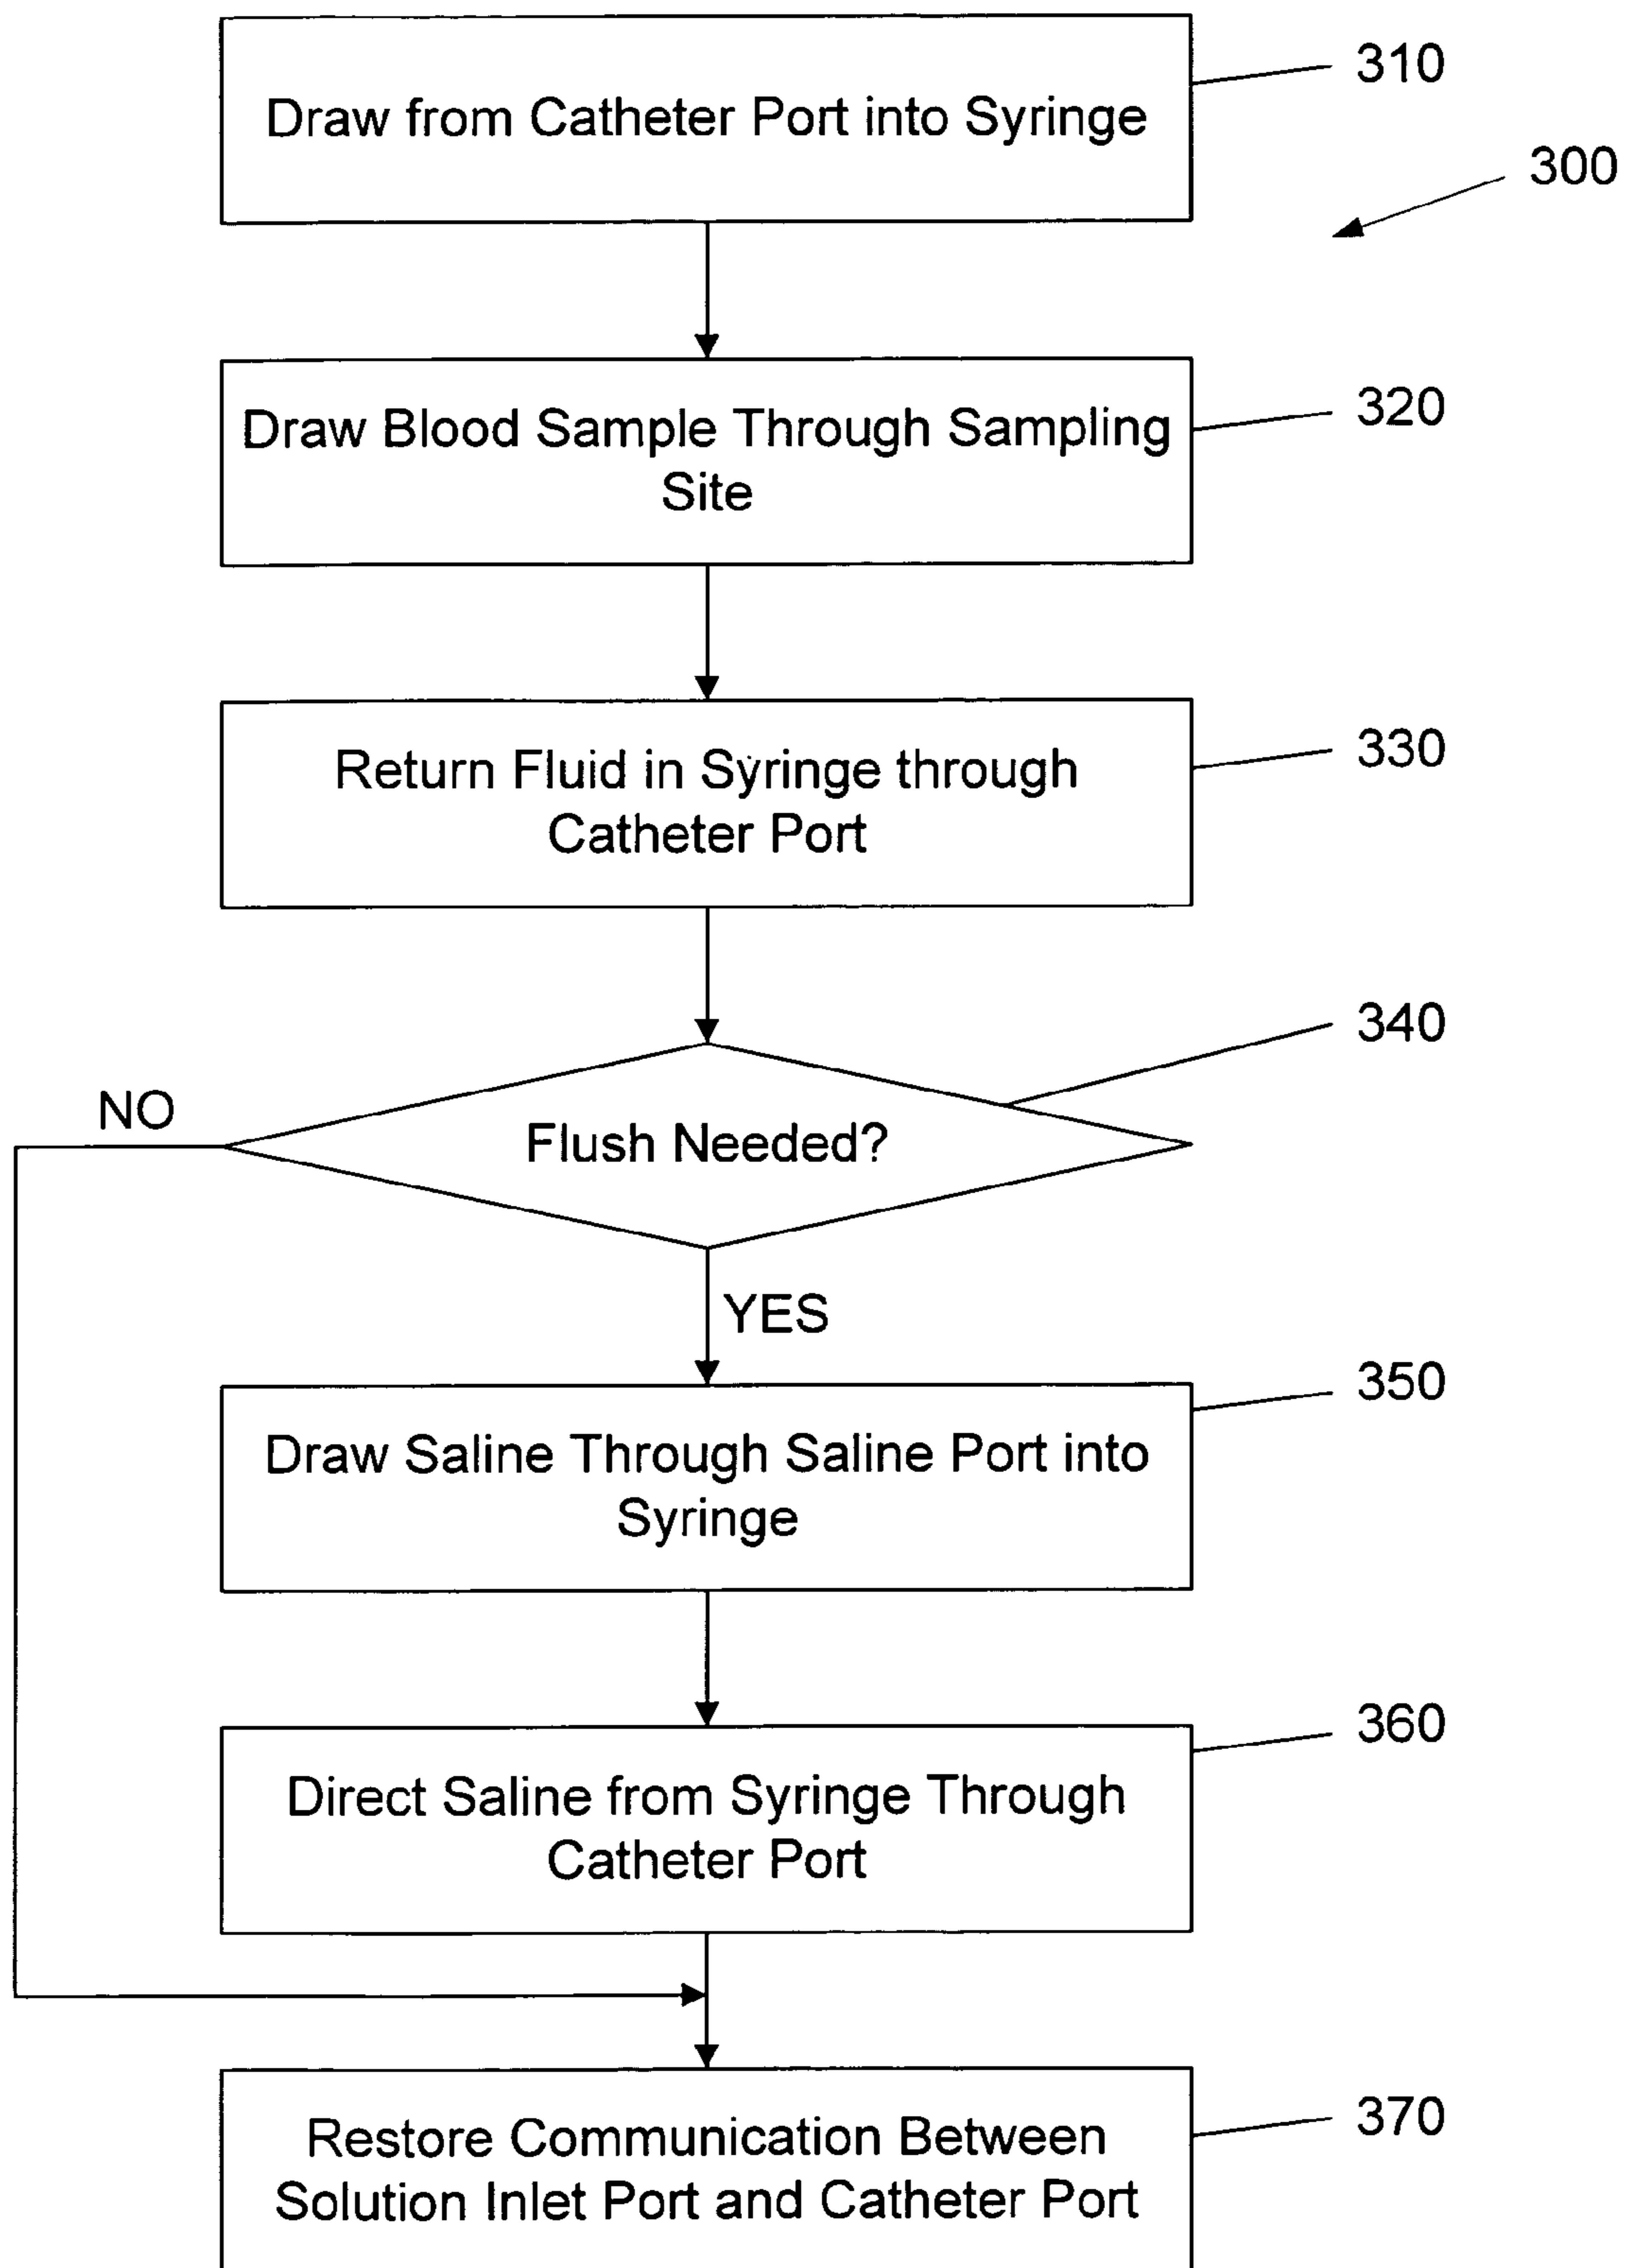 310
Draw from Catheter Port into Syringe
300
320
Draw Blood Sample Through Sampling
Site
330
Return Fluid in Syringe through
Catheter Port
340
NO
Flush Needed?
YES
350
Draw Saline Through Saline Port into
Syringe
360
Direct Saline from Syringe Through
Catheter Port
370
Restore Communication Between
Solution Inlet Port and Catheter Port